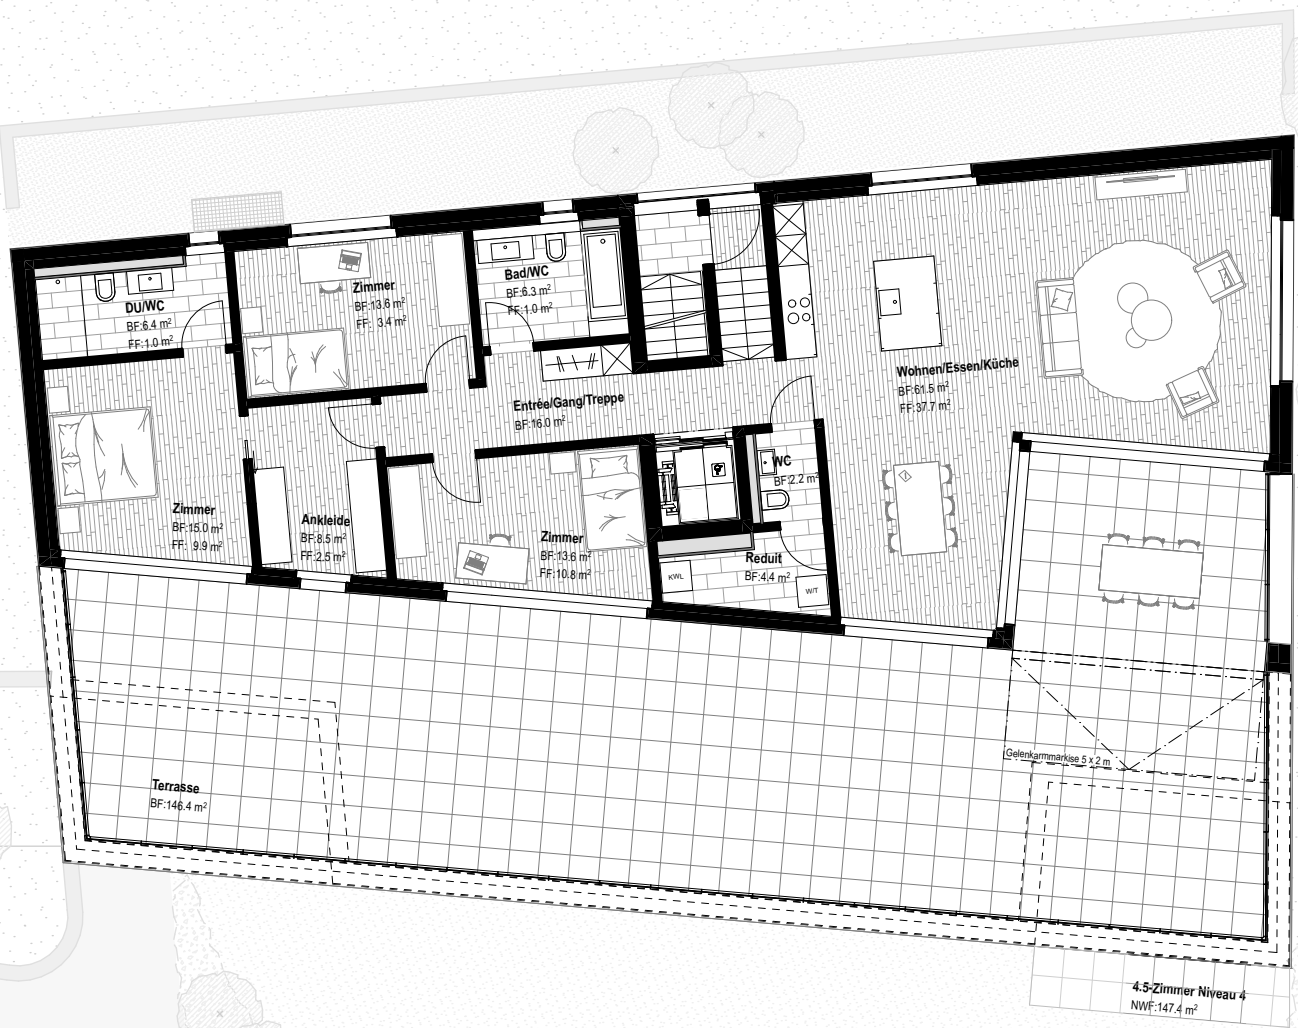 Bad/WC
BF:6.3 m²
FF:1.0 m²
Zimmer
BF:13.6 m²
FF: 3.4 m²
DU/WC
BF:6.4 m²
FF:1.0 m²
Wohnen/Essen/Küche
BF:61.5 m²
FF:37.7 m²
Entrée/Gang/Treppe
BF:16.0 m²
WC
BF:2.2 m²
Zimmer
BF:15.0 m²
FF: 9.9 m²
Ankleide
BF:8.5 m²
FF:2.5 m²
Zimmer
BF:13.6 m²
FF:10.8 m²
Reduit
BF:4.4 m²
KWL
W/T
Gelenkarmmarkise 5 x 2 m
Terrasse
BF:146.4 m²
4.5-Zimmer Niveau 4
NWF:147.4 m²